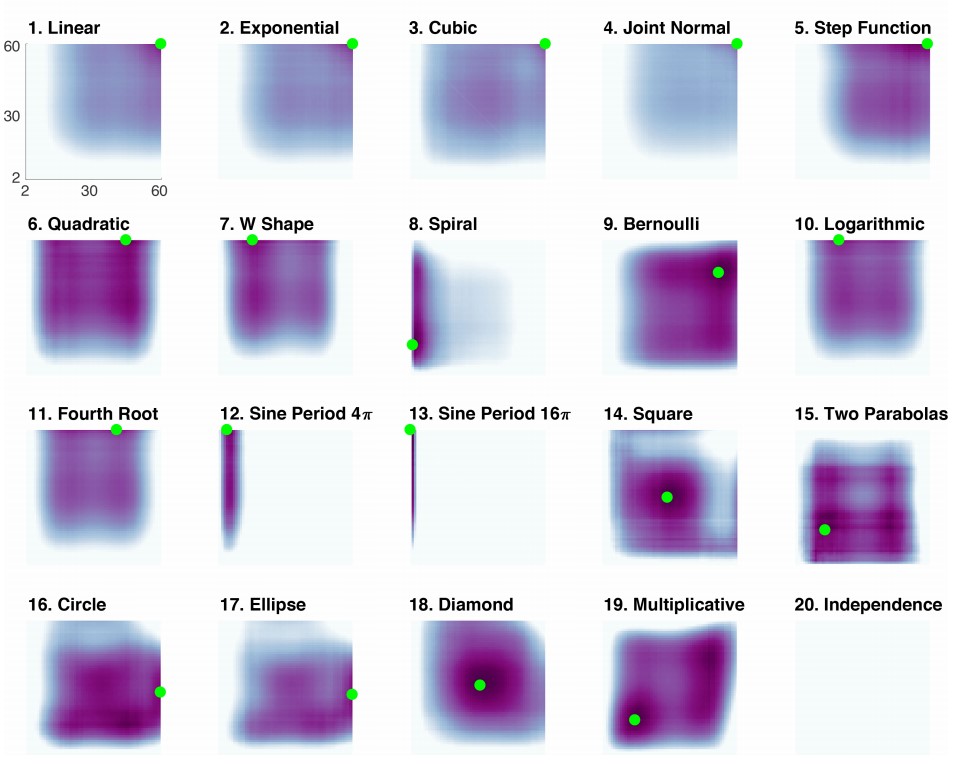 1. Linear
2. Exponential
3. Cubic
4. Joint Normal
5. Step Function
60
30
2
2 30 60
6. Quadratic
7. W Shape
8. Spiral
9. Bernoulli
10. Logarithmic
11. Fourth Root
12. Sine Period 4π
13. Sine Period 16π
14. Square
15. Two Parabolas
16. Circle
17. Ellipse
18. Diamond
19. Multiplicative
20. Independence